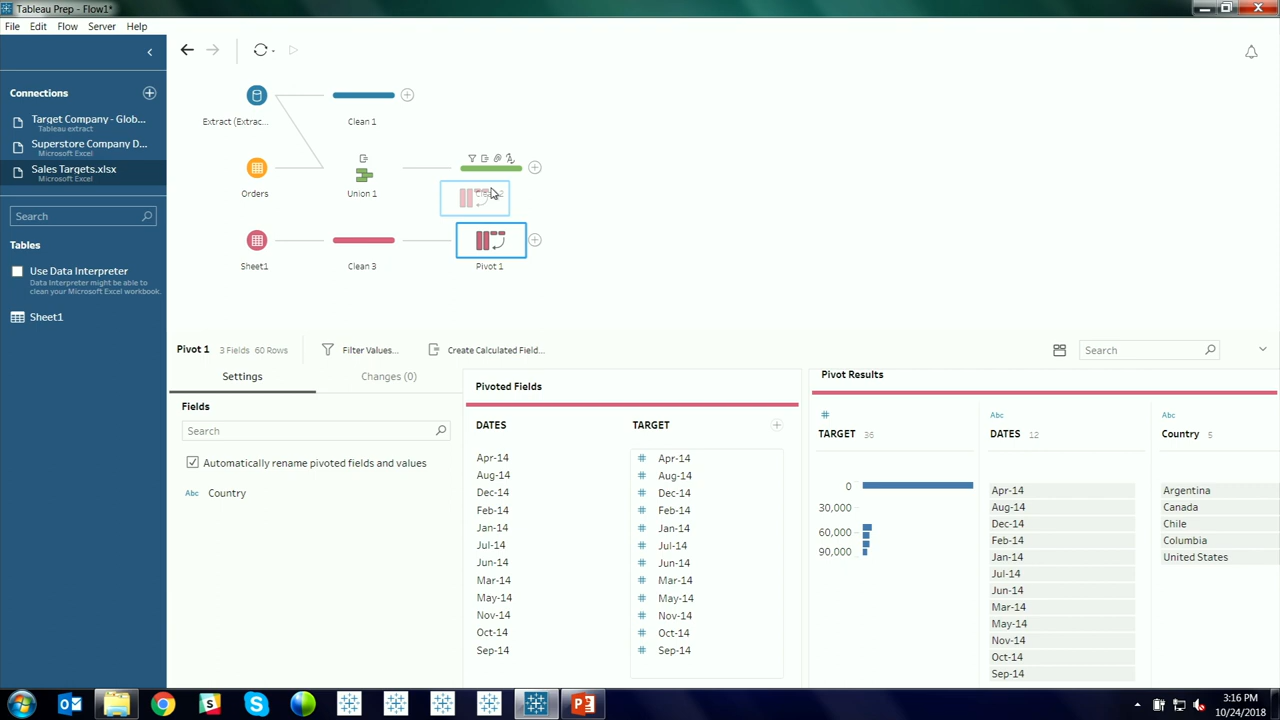 Tableau Prep - Flow1*
File Edit Flow Server Help
Connections
Target Company - Glob...
Tableau extract
Superstore Company D...
Microsoft Excel
Sales Targets.xlsx
Microsoft Excel
Search
Tables
Use Data Interpreter
Data Interpreter might be able to
clean your Microsoft Excel workbook.
Sheet1
Extract (Extrac...
Clean 1
Orders
Union 1
Sheet1
Clean 3
Pivot 1
Pivot 1 3 Fields 60 Rows
Filter Values...
Create Calculated Field...
Search
Settings
Changes (0)
Fields
Search
Automatically rename pivoted fields and values
Abc Country
Pivoted Fields
DATES TARGET
Apr-14 # Apr-14
Aug-14 # Aug-14
Dec-14 # Dec-14
Feb-14 # Feb-14
Jan-14 # Jan-14
Jul-14 # Jul-14
Jun-14 # Jun-14
Mar-14 # Mar-14
May-14 # May-14
Nov-14 # Nov-14
Oct-14 # Oct-14
Sep-14 # Sep-14
Pivot Results
#
TARGET 36
0
30,000
60,000
90,000
Abc
DATES 12
Apr-14
Aug-14
Dec-14
Feb-14
Jan-14
Jul-14
Jun-14
Mar-14
May-14
Nov-14
Oct-14
Sep-14
Abc
Country 5
Argentina
Canada
Chile
Columbia
United States
3:16 PM
10/24/2018